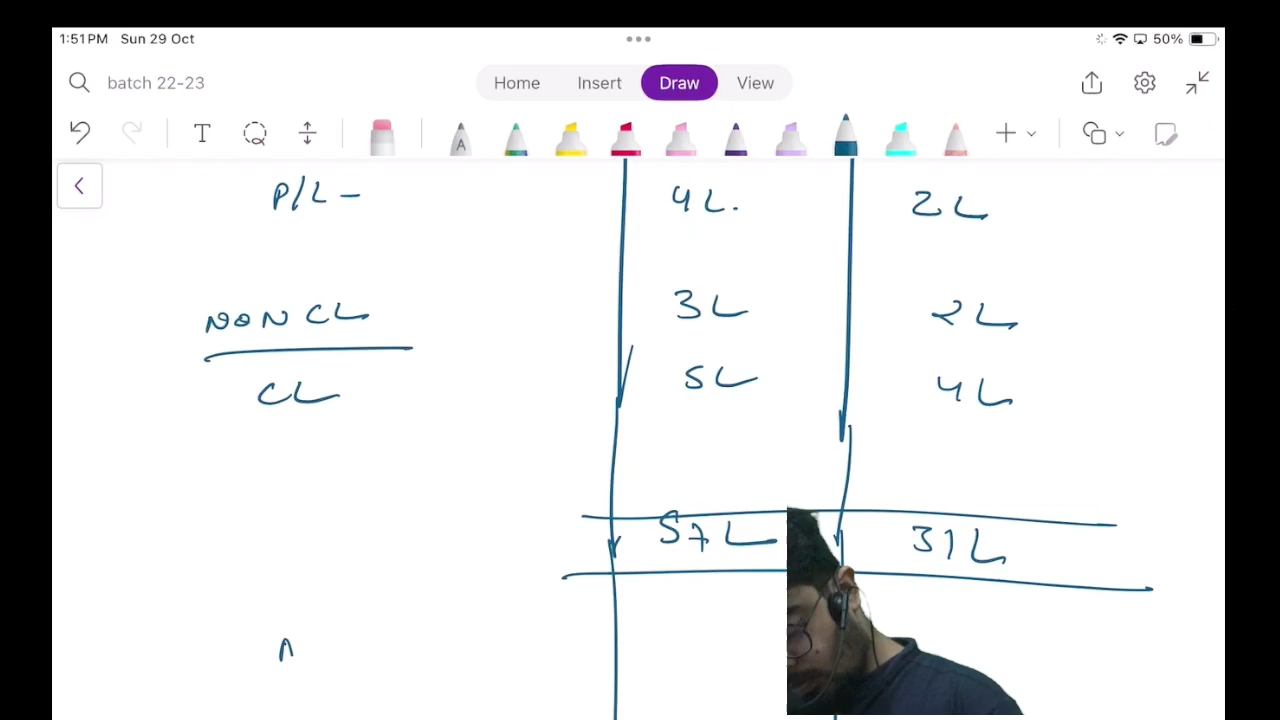 1:51 PM Sun 29 Oct 50%
batch 22-23 Home Insert Draw View
T A
P/L - 4L. 2L
NON CL 3L 2L
CL 5L 4L
57L 31L